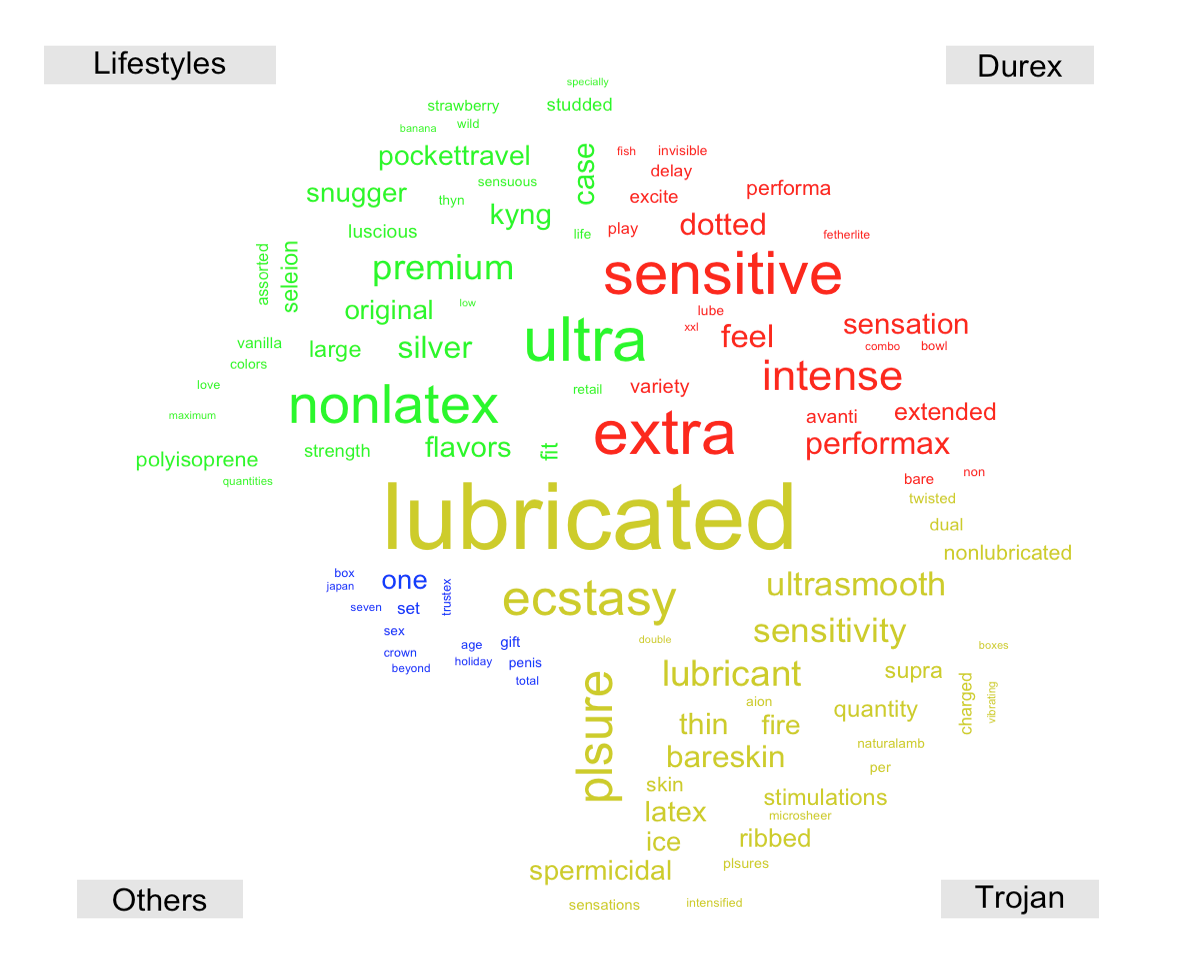 Lifestyles
Durex
specially
strawberry
studded
banana
wild
pockettravel
case
fish
invisible
delay
sensuous
snugger
thyn
kyng
excite
performa
luscious
life
play
dotted
fetherlite
assorted
seleion
premium
sensitive
original
low
lube
xxl
feel
sensation
combo
bowl
vanilla
large
silver
ultra
colors
love
retail
variety
intense
nonlatex
maximum
extra
avanti
extended
performax
strength
flavors
fit
polyisoprene
quantities
bare
non
twisted
lubricated
dual
nonlubricated
box
japan
one
trustex
ecstasy
ultrasmooth
seven
set
sex
double
sensitivity
age
gift
boxes
crown
beyond
holiday
penis
total
plsure
lubricant
supra
charged
vibrating
aion
quantity
thin
fire
naturalamb
bareskin
per
skin
stimulations
latex
microsheer
ice
ribbed
spermicidal
plsures
sensations
intensified
Others
Trojan